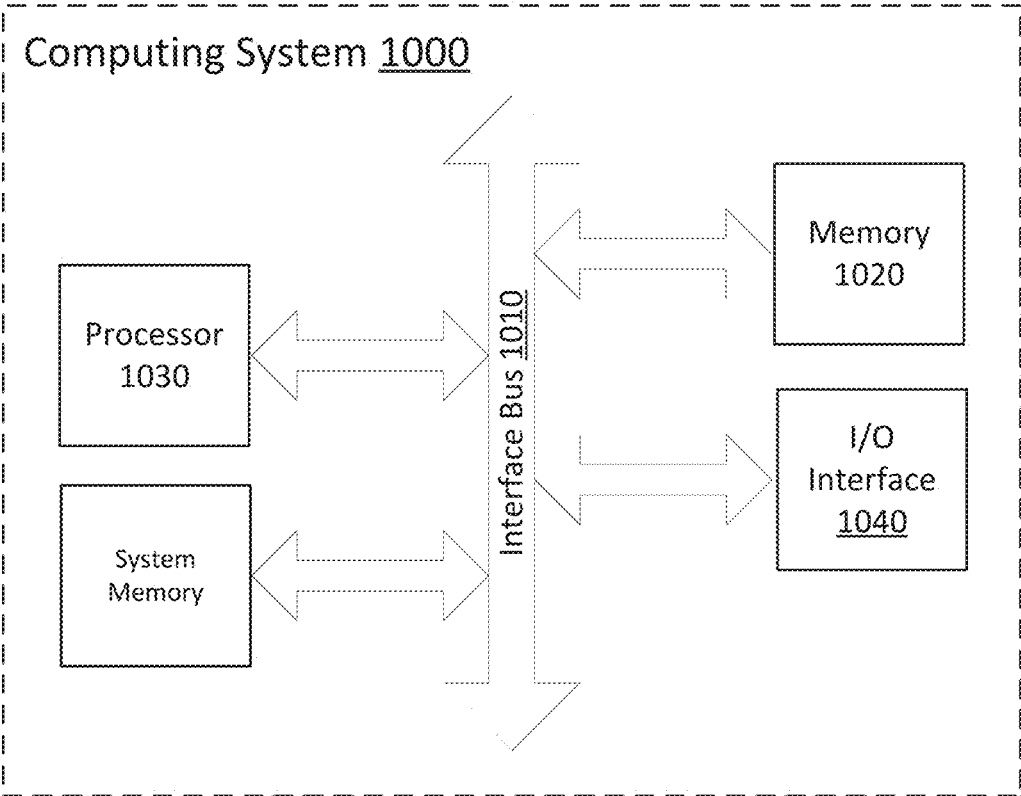 Computing System 1000
Processor
1030
System
Memory
Interface Bus 1010
Memory
1020
I/O
Interface
1040